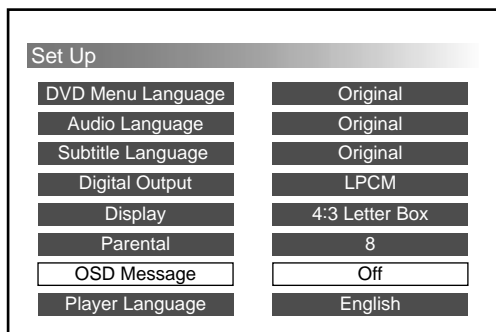 Set Up
DVD Menu Language Original
Audio Language Original
Subtitle Language Original
Digital Output LPCM
Display 4:3 Letter Box
Parental 8
OSD Message Off
Player Language English